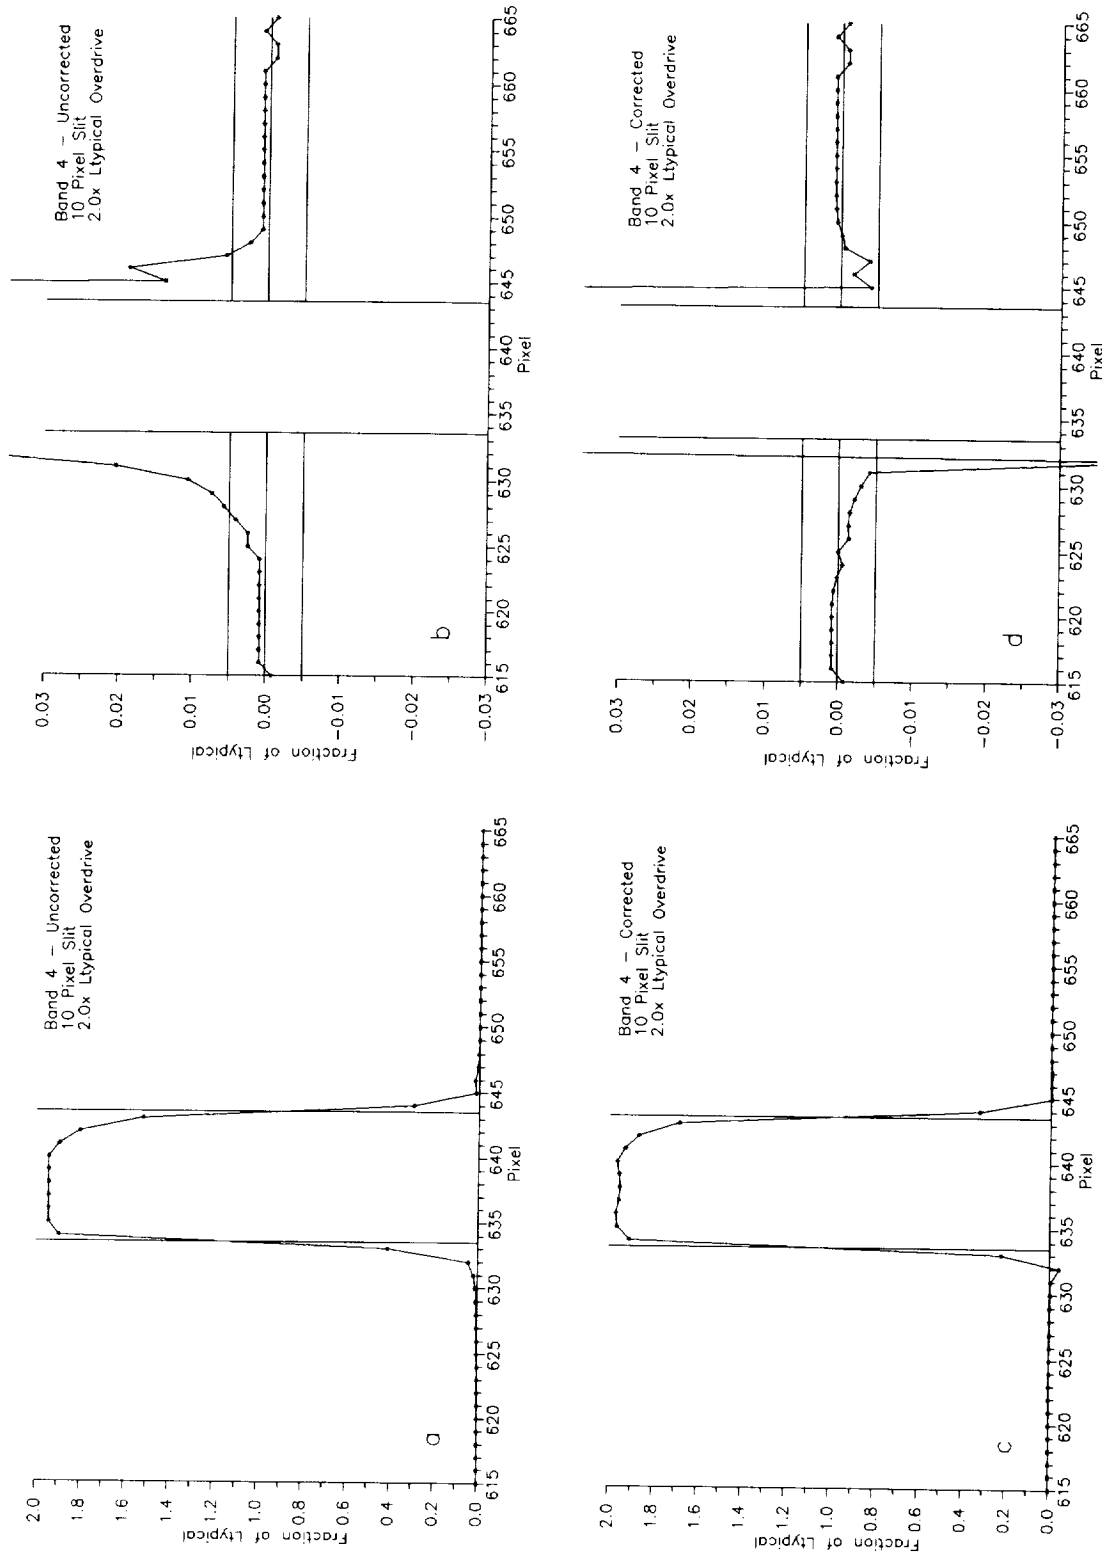 Band 4 – Uncorrected
10 Pixel Slit
2.0x Ltypical Overdrive
2.0
1.8
1.6
1.4
1.2
1.0
0.8
0.6
0.4
0.2
0.0
Fraction of Ltypical
a
615 620 625 630 635 640 645 650 655 660 665
Pixel
Band 4 – Uncorrected
10 Pixel Slit
2.0x Ltypical Overdrive
0.03
0.02
0.01
0.00
-0.01
-0.02
-0.03
Fraction of Ltypical
b
615 620 625 630 635 640 645 650 655 660 665
Pixel
Band 4 – Corrected
10 Pixel Slit
2.0x Ltypical Overdrive
2.0
1.8
1.6
1.4
1.2
1.0
0.8
0.6
0.4
0.2
0.0
Fraction of Ltypical
c
615 620 625 630 635 640 645 650 655 660 665
Pixel
Band 4 – Corrected
10 Pixel Slit
2.0x Ltypical Overdrive
0.03
0.02
0.01
0.00
-0.01
-0.02
-0.03
Fraction of Ltypical
d
615 620 625 630 635 640 645 650 655 660 665
Pixel